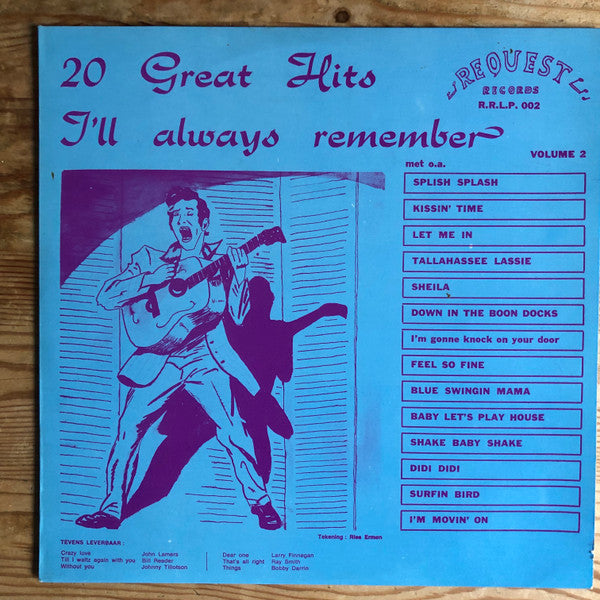 20 Great Hits
I'll always remember
REQUEST
RECORDS
R.R.L.P. 002
VOLUME 2
met o.a.
SPLISH SPLASH
KISSIN' TIME
LET ME IN
TALLAHASSEE LASSIE
SHEILA
DOWN IN THE BOON DOCKS
I'm gonne knock on your door
FEEL SO FINE
BLUE SWINGIN MAMA
BABY LET'S PLAY HOUSE
SHAKE BABY SHAKE
DIDI DIDI
SURFIN BIRD
I'M MOVIN' ON
Tekening : Ries Ermen
TEVENS LEVERBAAR :
Crazy love John Lamers
Till I waltz again with you Bill Reeder
Without you Johnny Tillotson
Dear one Larry Finnagan
That's all right Ray Smith
Things Bobby Darrin